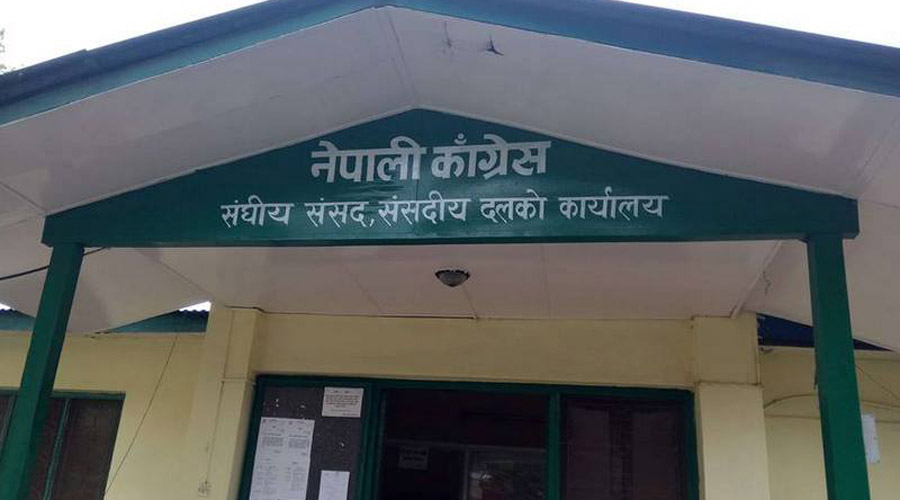 नेपाली काँग्रेस
संघीय संसद, संसदीय दलको कार्यालय